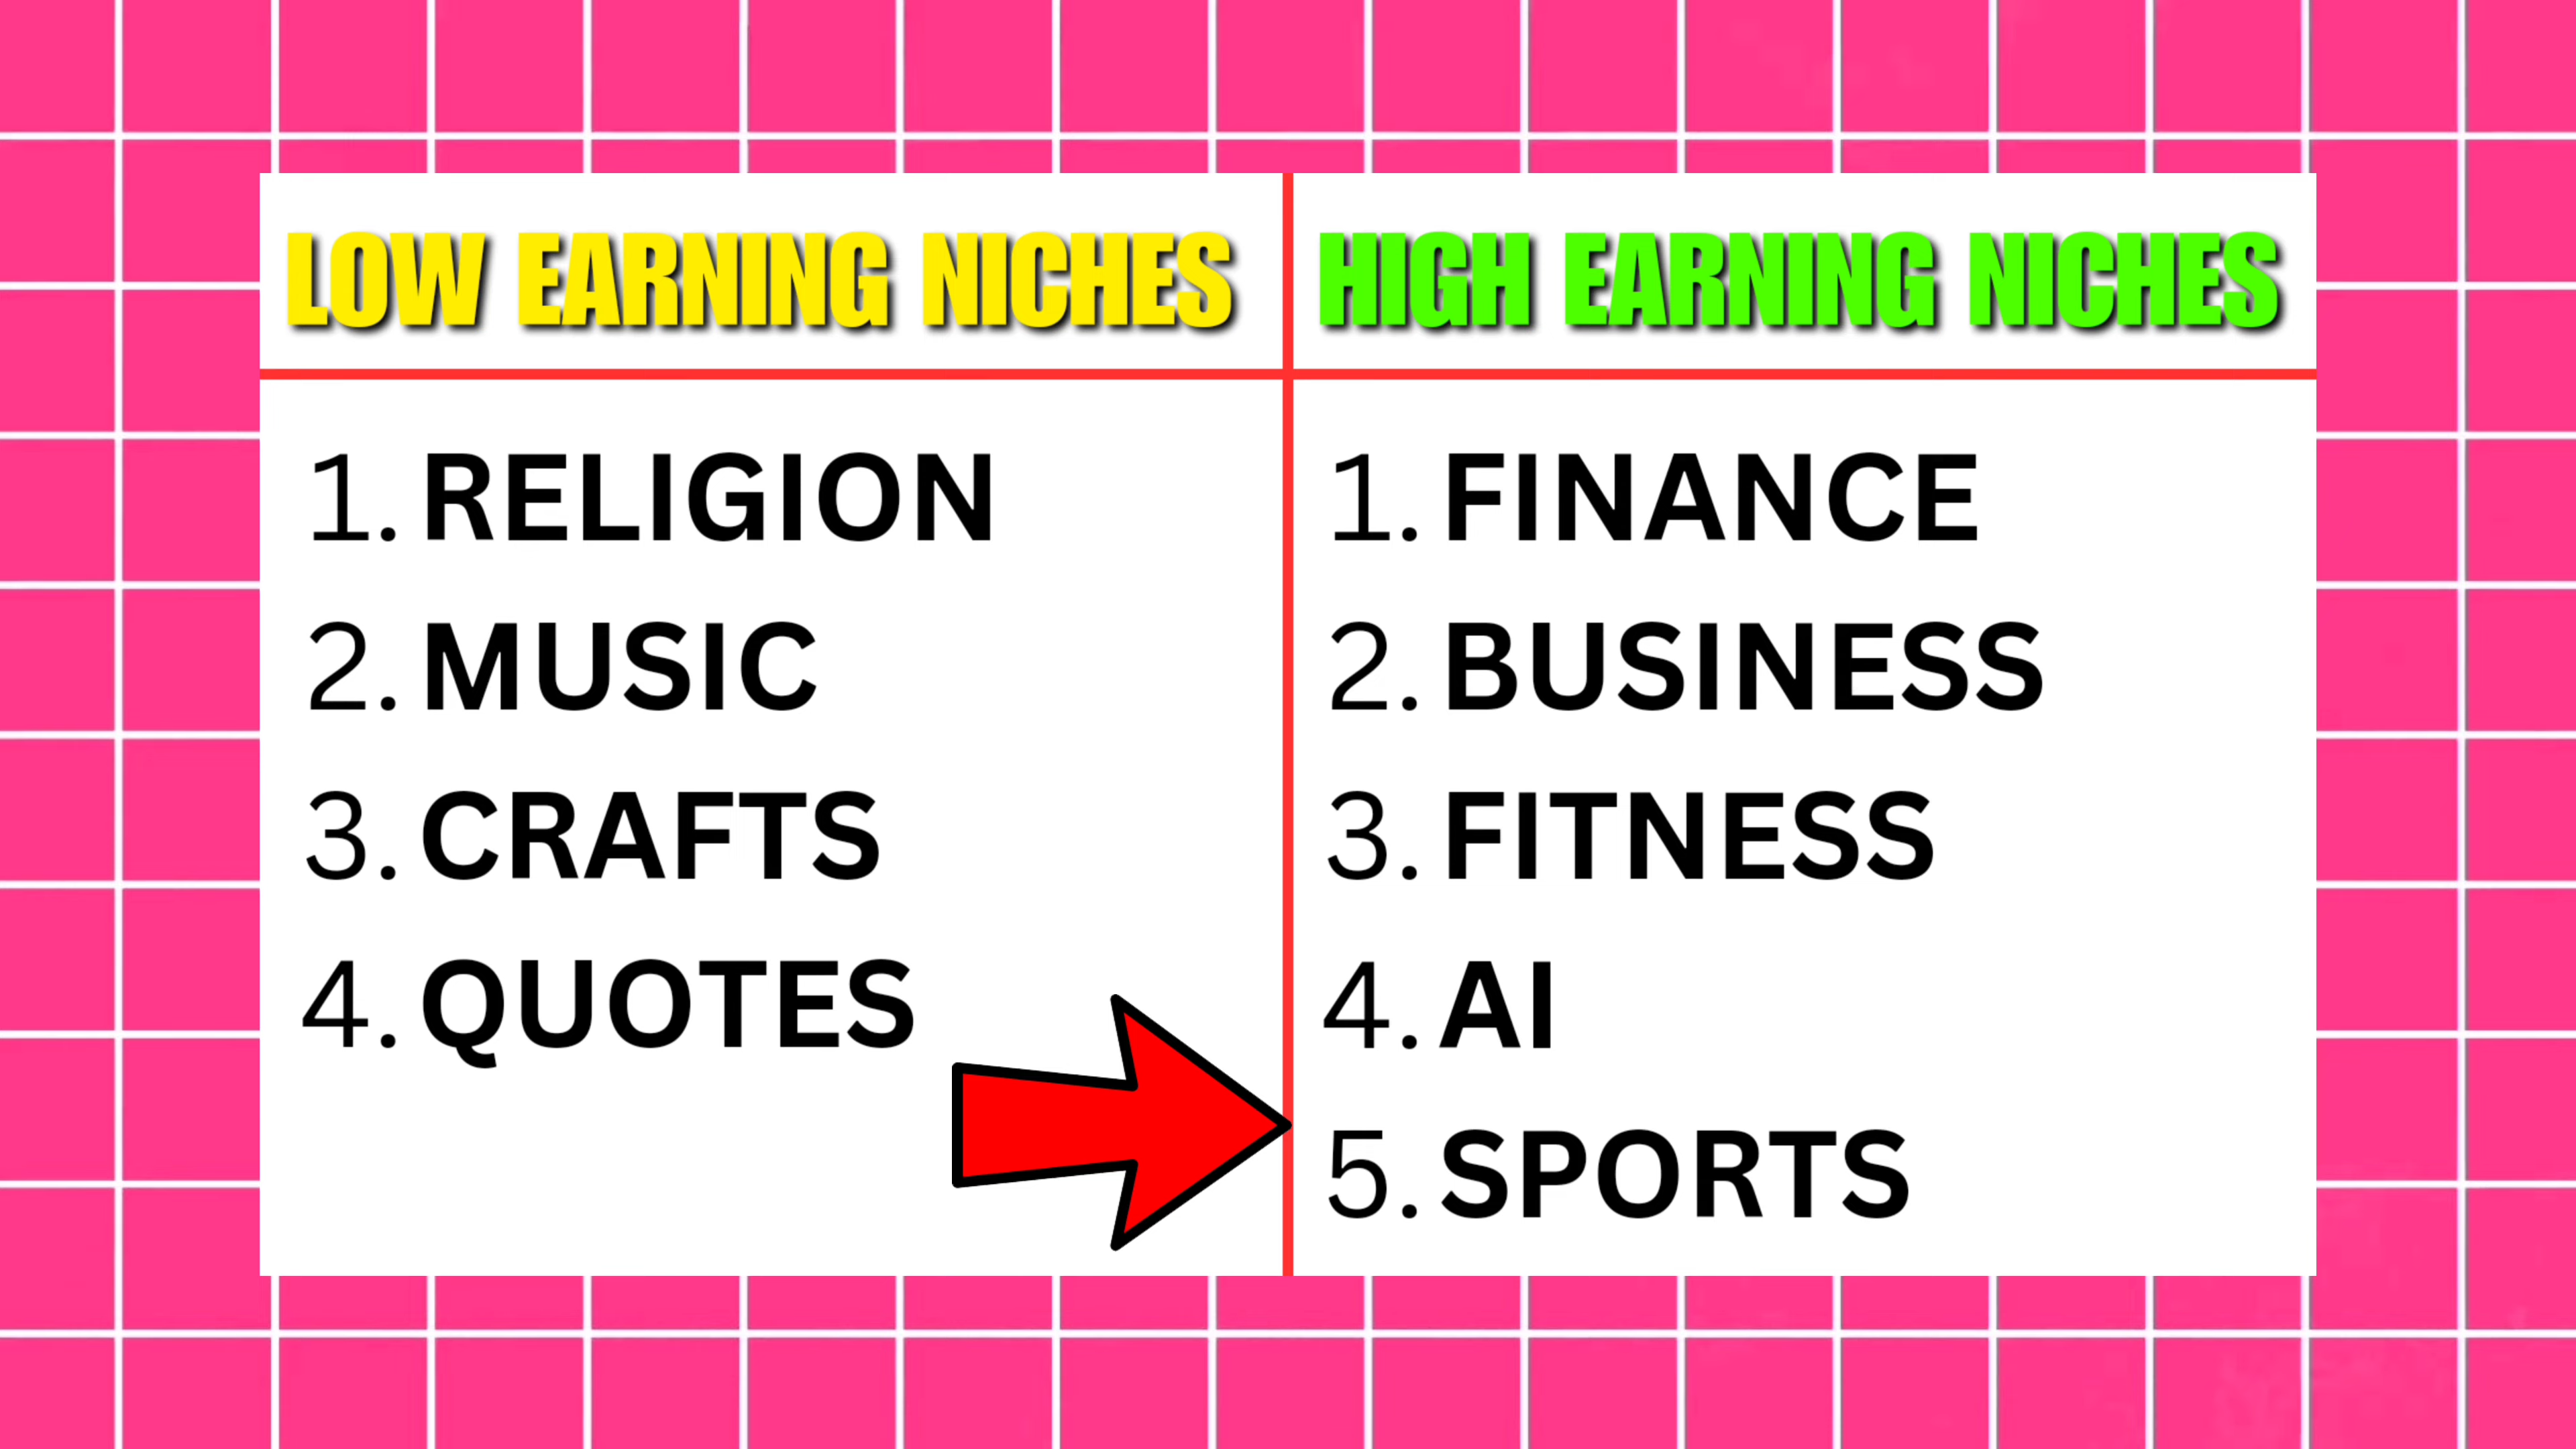 LOW EARNING NICHES
1. RELIGION
2. MUSIC
3. CRAFTS
4. QUOTES
HIGH EARNING NICHES
1. FINANCE
2. BUSINESS
3. FITNESS
4. AI
5. SPORTS